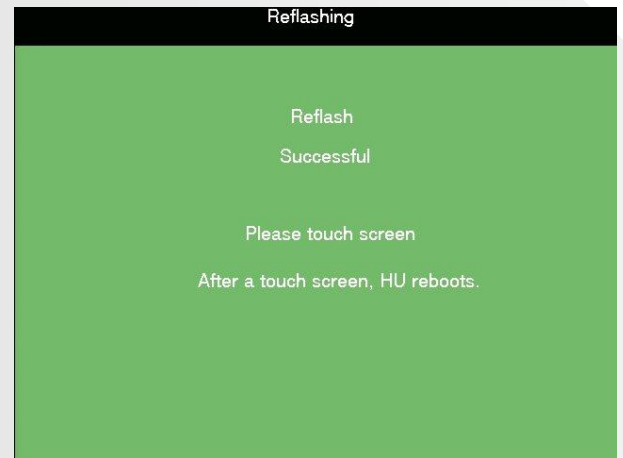 Reflashing
Reflash
Successful
Please touch screen
After a touch screen, HU reboots.